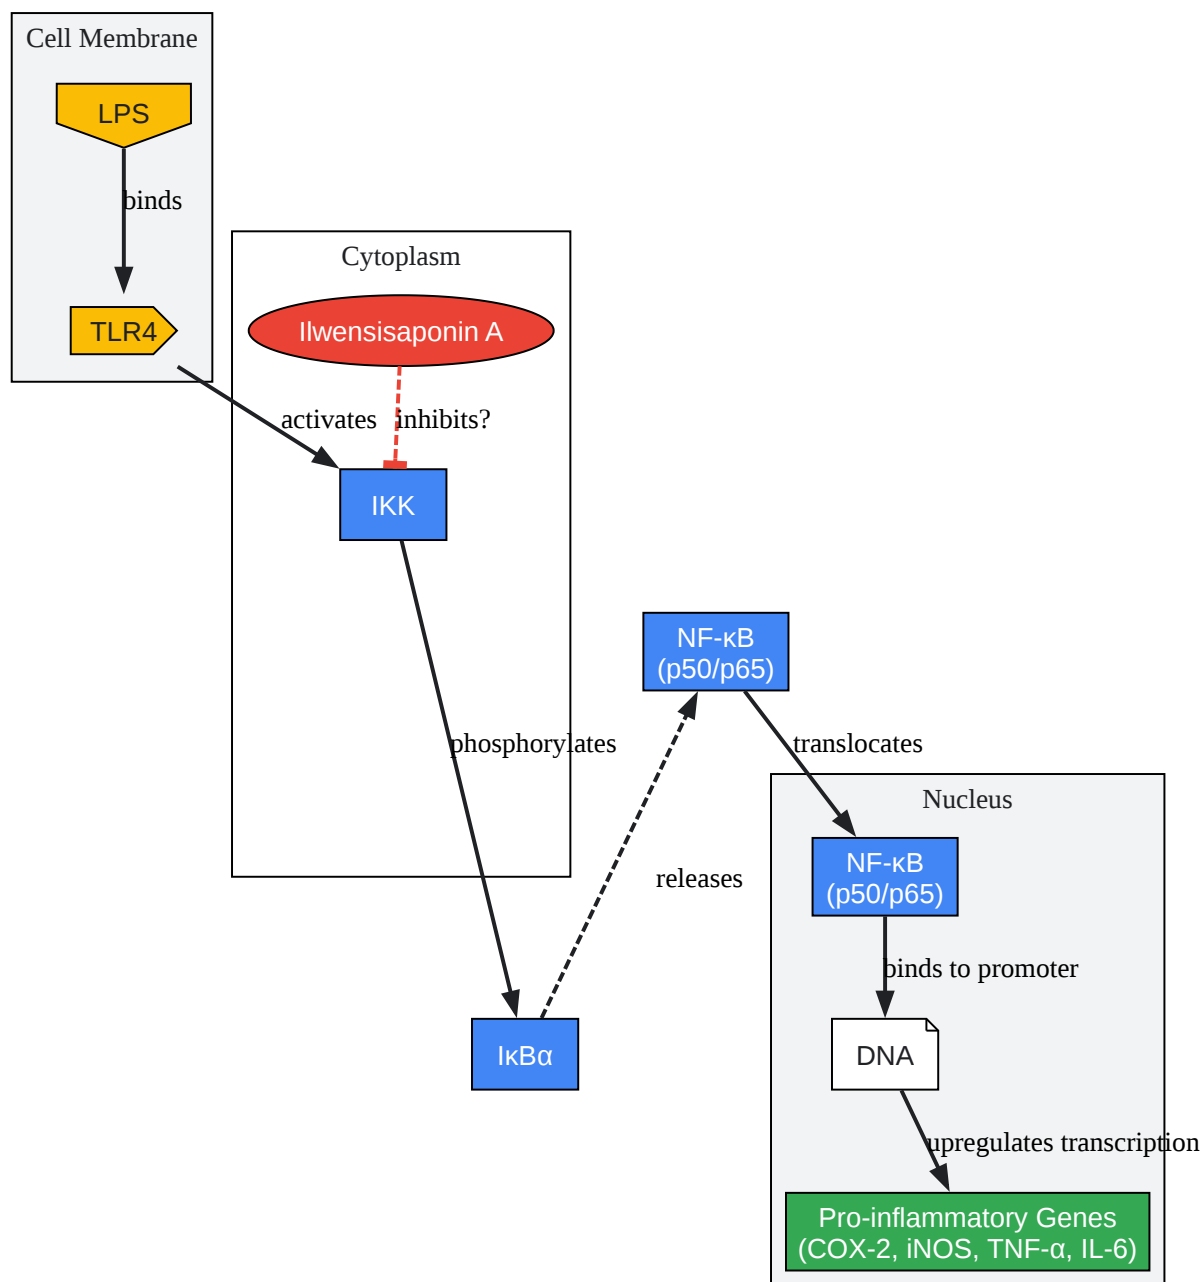 Cell Membrane
LPS
binds
TLR4
Cytoplasm
Ilwensisaponin A
activates
inhibits?
IKK
phosphorylates
IκBα
releases
NF-κB
(p50/p65)
translocates
Nucleus
NF-κB
(p50/p65)
binds to promoter
DNA
upregulates transcription
Pro-inflammatory Genes
(COX-2, iNOS, TNF-α, IL-6)